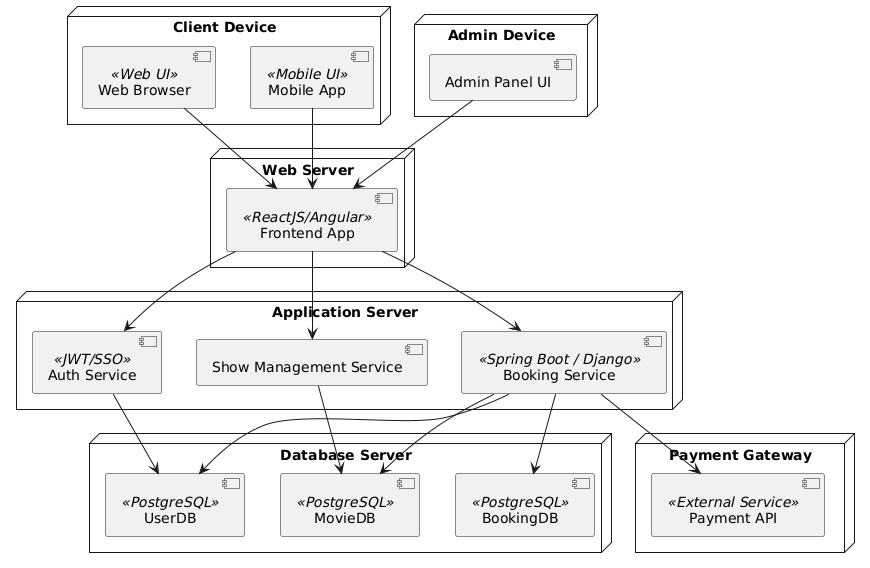 Client Device
«Web UI»
Web Browser
«Mobile UI»
Mobile App
Admin Device
Admin Panel UI
Web Server
«ReactJS/Angular»
Frontend App
Application Server
«JWT/SSO»
Auth Service
Show Management Service
«Spring Boot / Django»
Booking Service
Database Server
«PostgreSQL»
UserDB
«PostgreSQL»
MovieDB
«PostgreSQL»
BookingDB
Payment Gateway
«External Service»
Payment API